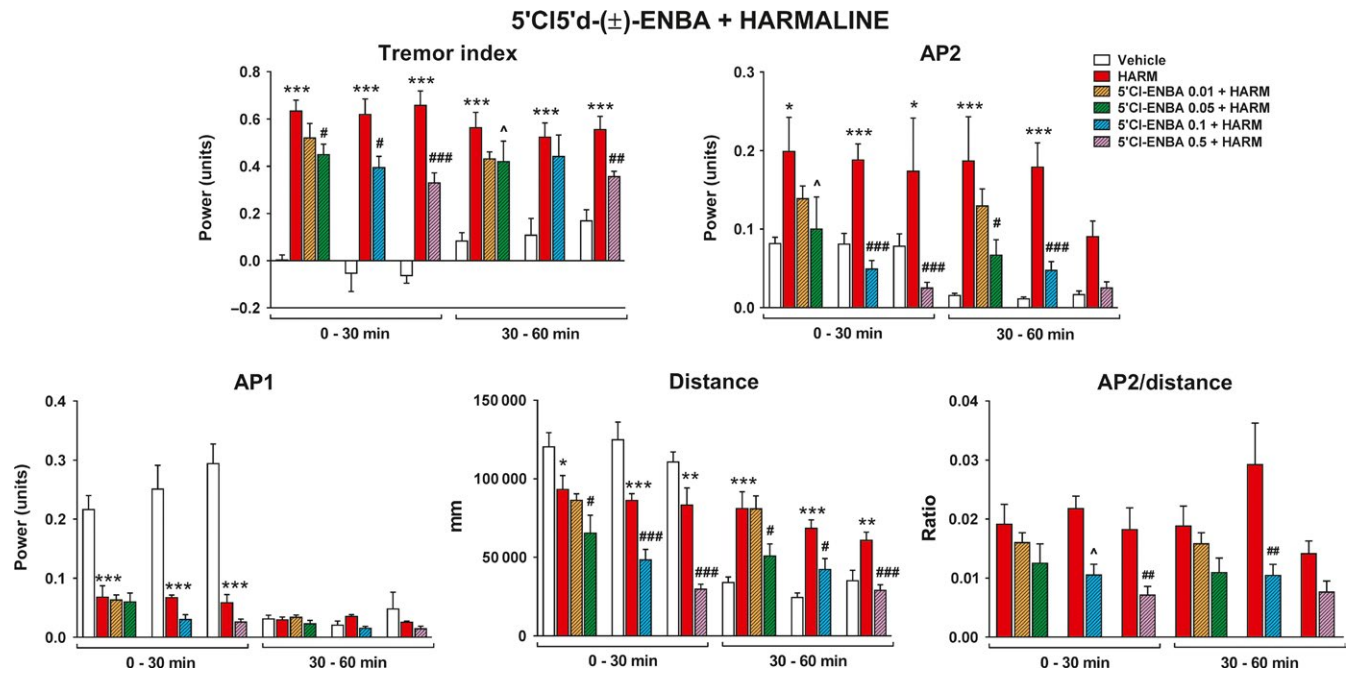 5'Cl5'd-(±)-ENBA + HARMALINE
Tremor index
Power (units)
0.8
0.6
0.4
0.2
0.0
–0.2
***
***
***
***
***
***
#
#
###
^
##
0 - 30 min
30 - 60 min
AP2
Power (units)
0.3
0.2
0.1
0.0
*
***
*
***
***
^
###
###
#
###
0 - 30 min
30 - 60 min
Vehicle
HARM
5'Cl-ENBA 0.01 + HARM
5'Cl-ENBA 0.05 + HARM
5'Cl-ENBA 0.1 + HARM
5'Cl-ENBA 0.5 + HARM
AP1
Power (units)
0.4
0.3
0.2
0.1
0.0
***
***
***
0 - 30 min
30 - 60 min
Distance
mm
150 000
100 000
50 000
0
*
***
**
***
***
**
#
###
###
#
#
###
0 - 30 min
30 - 60 min
AP2/distance
Ratio
0.04
0.03
0.02
0.01
0.00
^
##
##
0 - 30 min
30 - 60 min